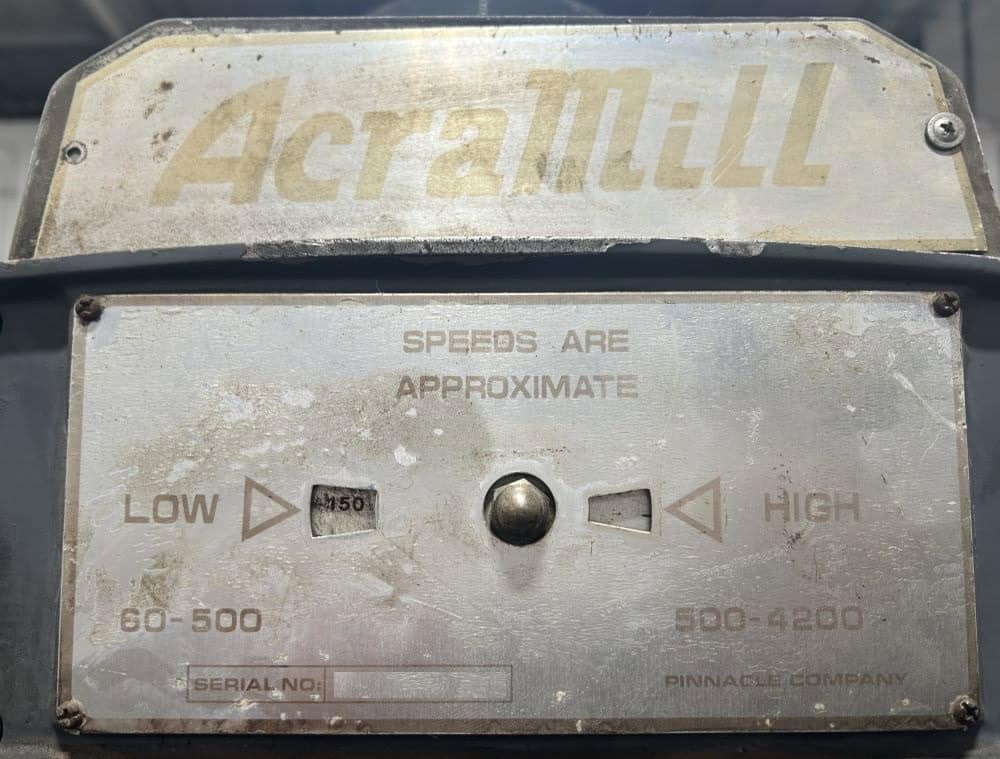 AcraMill
SPEEDS ARE
APPROXIMATE
LOW 150 HIGH
60-500 500-4200
SERIAL NO:
PINNACLE COMPANY